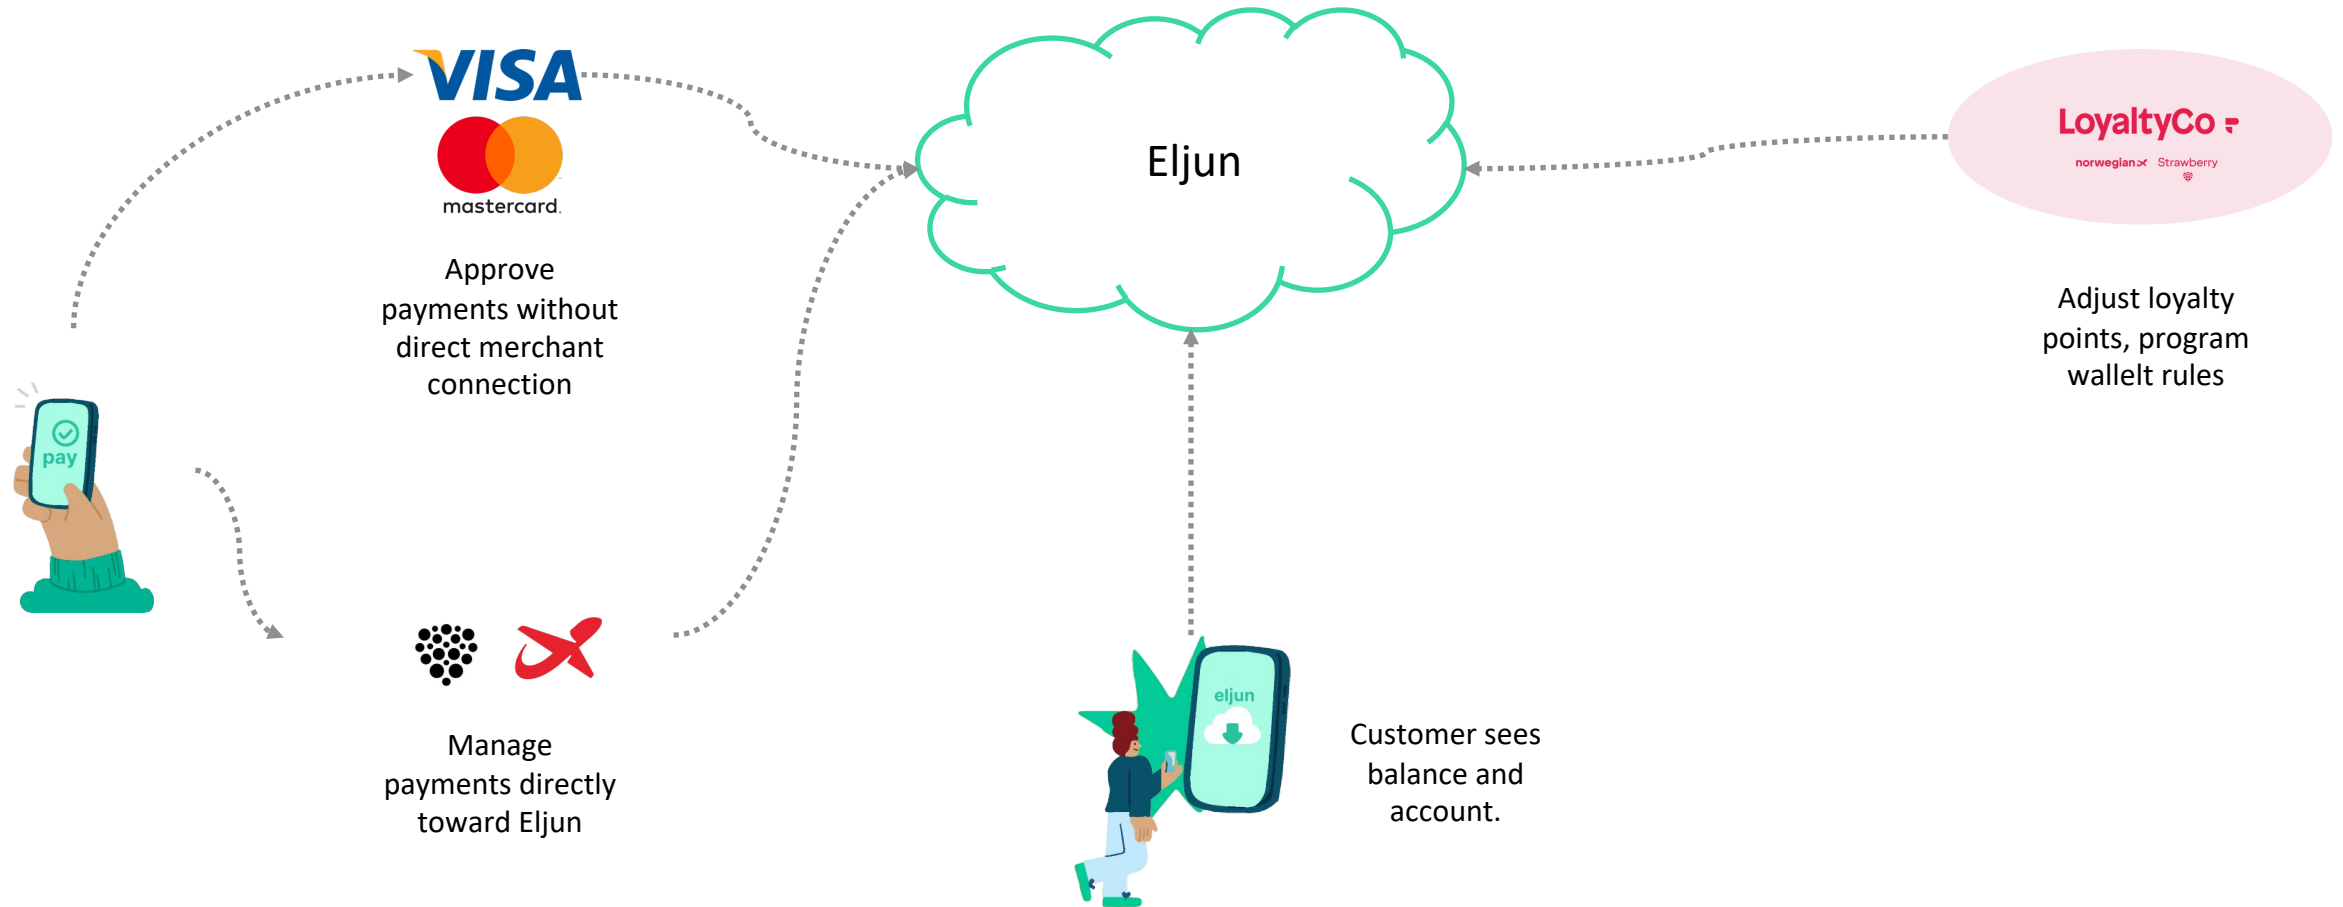 VISA
mastercard.
Approve
payments without
direct merchant
connection
pay
Manage
payments directly
toward Eljun
Eljun
eljun
Customer sees
balance and
account.
LoyaltyCo
norwegian Strawberry
Adjust loyalty
points, program
wallelt rules